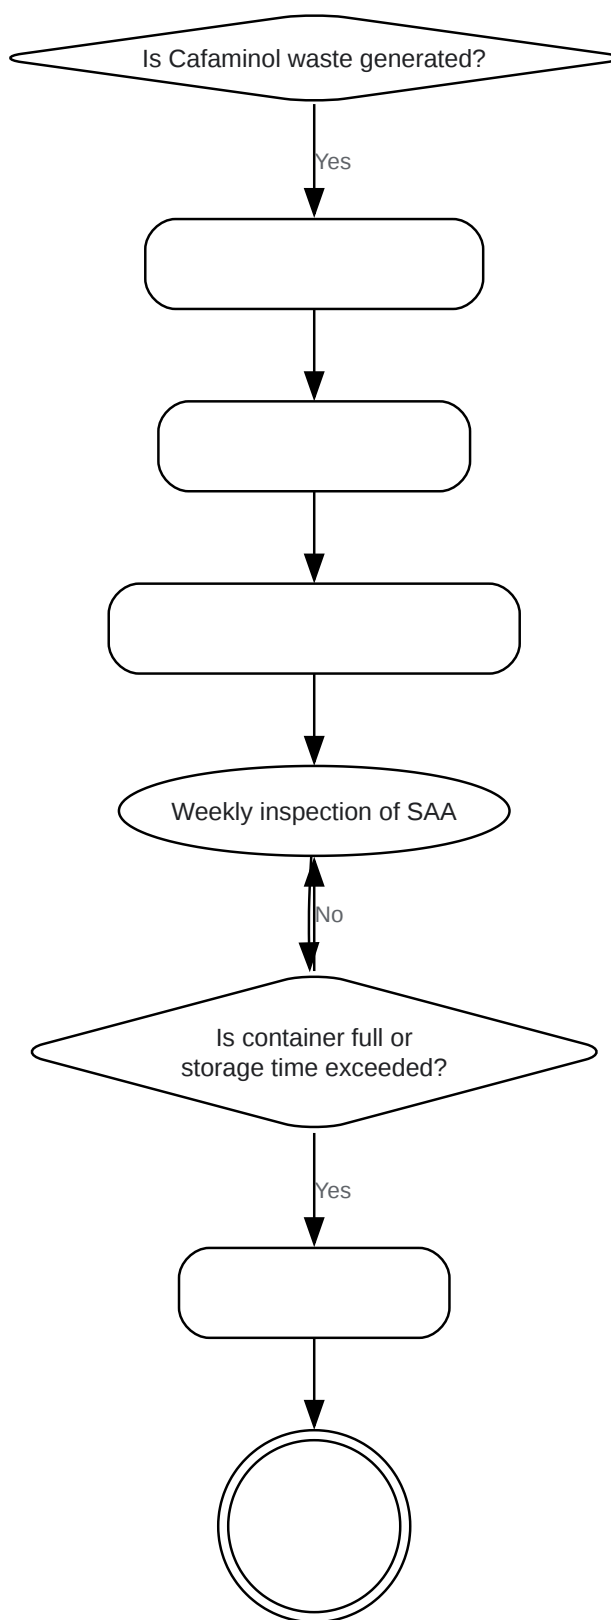 Is Cafaminol waste generated?
Yes
Weekly inspection of SAA
No
Is container full or
storage time exceeded?
Yes